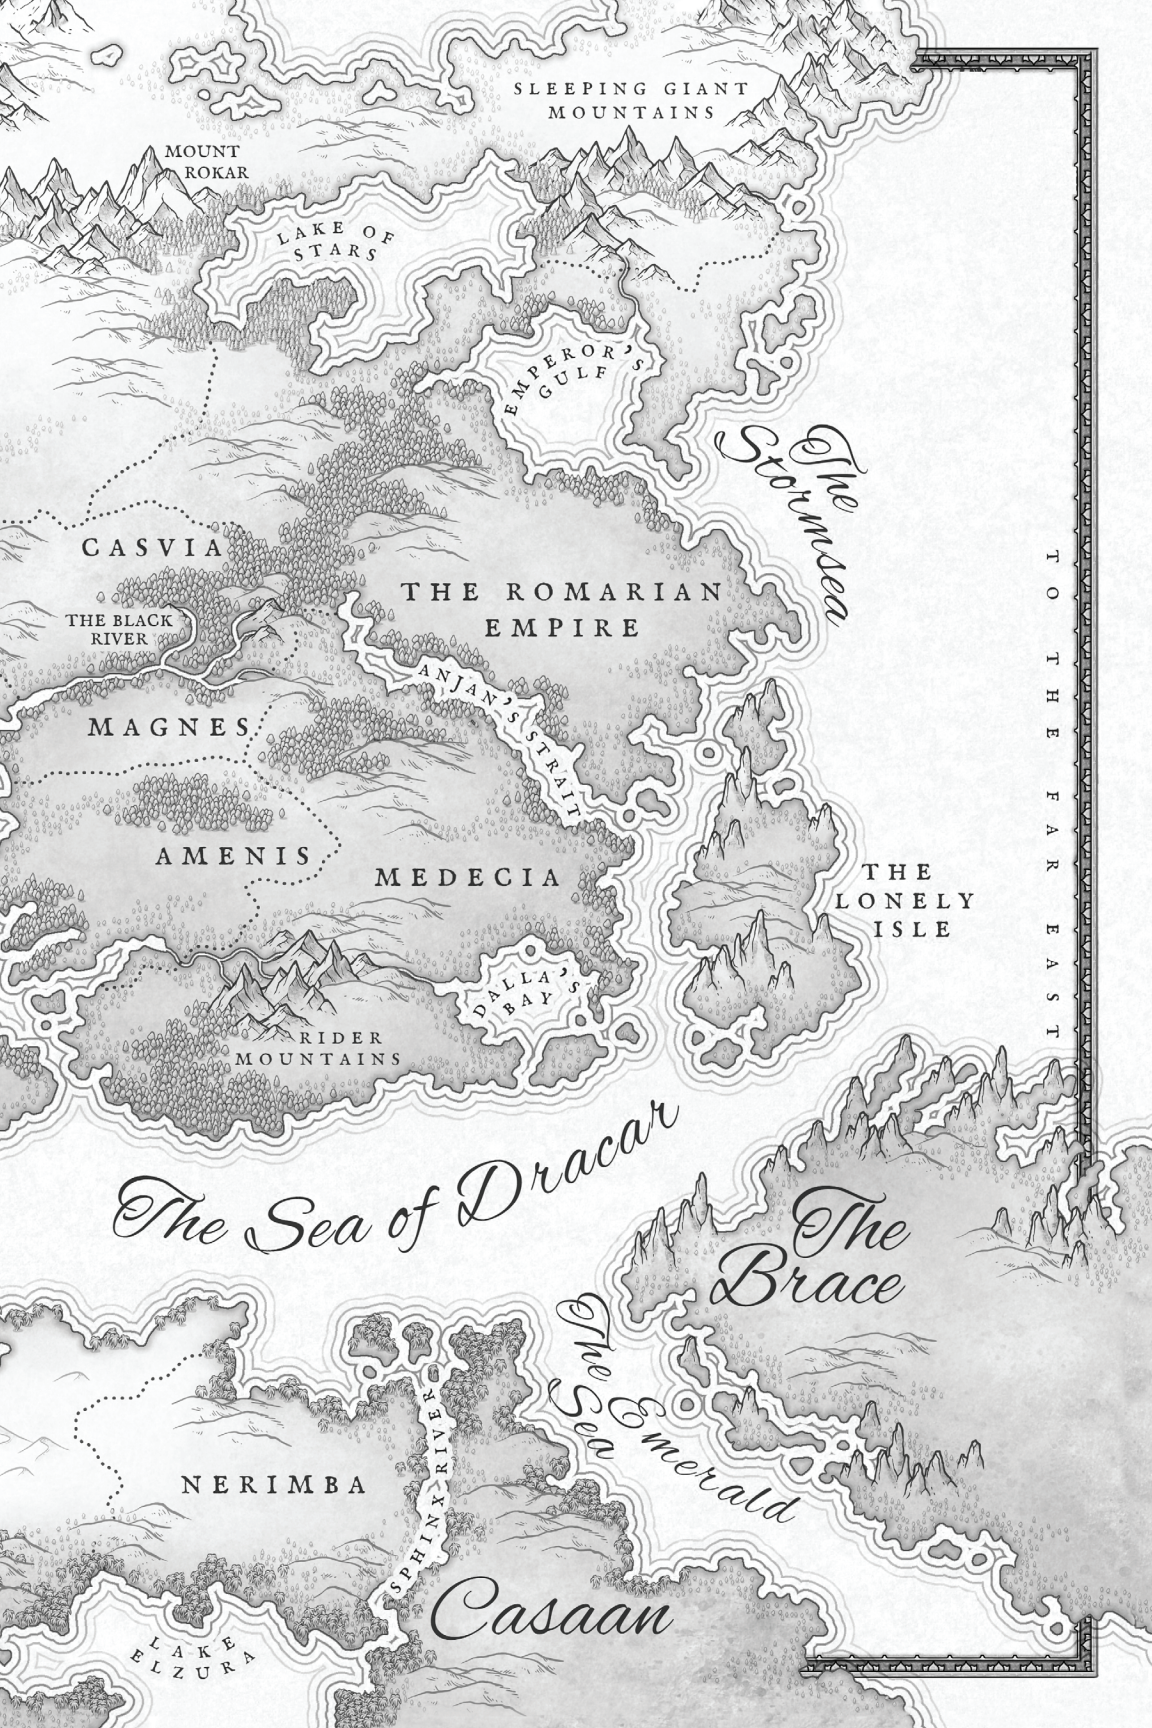 SLEEPING GIANT
MOUNTAINS
MOUNT
ROKAR
LAKE OF
STARS
EMPEROR'S
GULF
The
Stormsea
CASVIA
THE ROMARIAN
EMPIRE
THE BLACK
RIVER
ANJAN'S STRAIT
MAGNES
TO THE FAR EAST
AMENIS
MEDECIA
THE
LONELY
ISLE
DALLA'S
BAY
RIDER
MOUNTAINS
The Sea of Dracar
The
Brace
The Emerald
Sea
NERIMBA
SPHINX RIVER
Casaan
LAKE
ELZURA